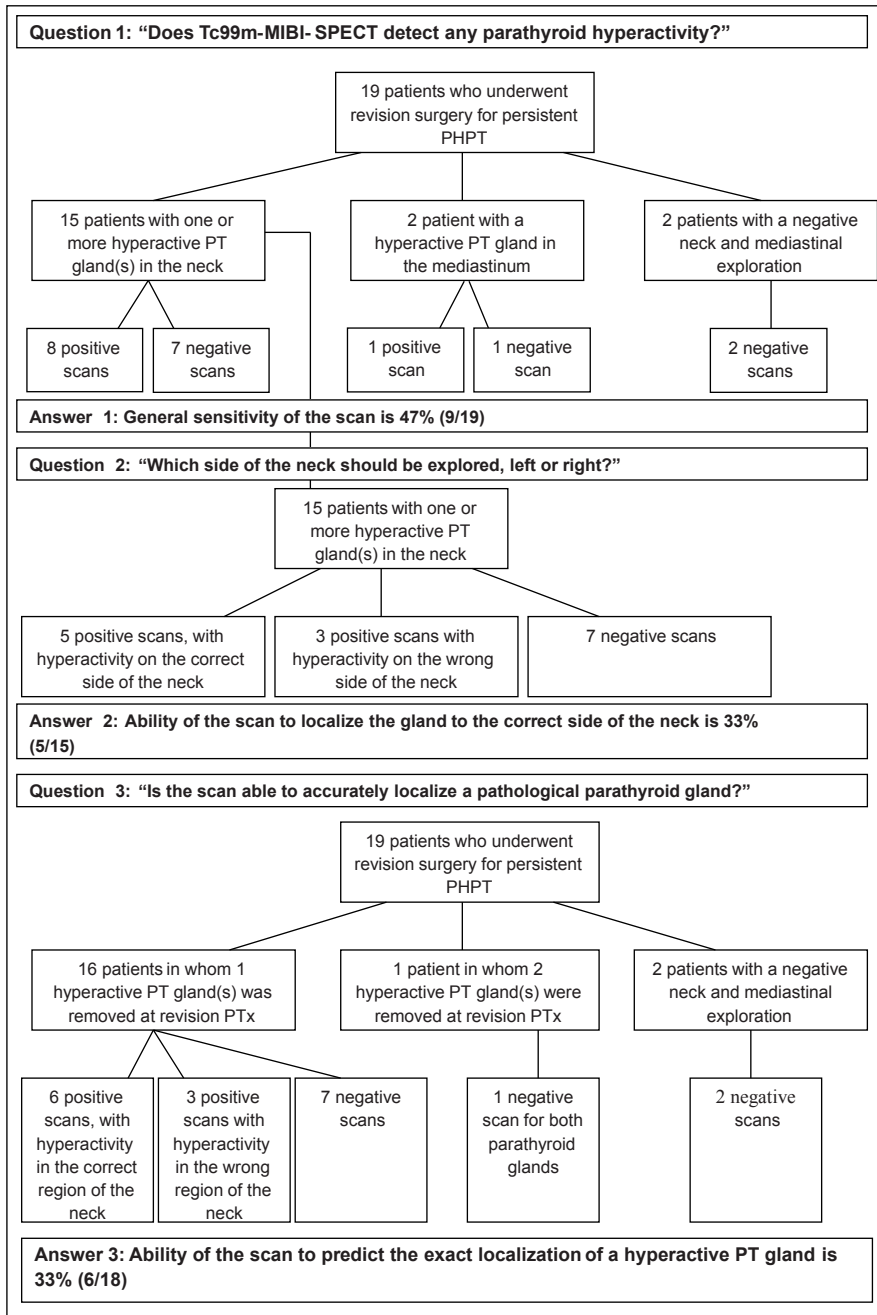 Question 1: “Does Tc99m-MIBI- SPECT detect any parathyroid hyperactivity?”
19 patients who underwent
revision surgery for persistent
PHPT
15 patients with one or
more hyperactive PT
gland(s) in the neck
2 patient with a
hyperactive PT gland in
the mediastinum
2 patients with a negative
neck and mediastinal
exploration
8 positive
scans
7 negative
scans
1 positive
scan
1 negative
scan
2 negative
scans
Answer 1: General sensitivity of the scan is 47% (9/19)
Question 2: “Which side of the neck should be explored, left or right?”
15 patients with one or
more hyperactive PT
gland(s) in the neck
5 positive scans, with
hyperactivity on the correct
side of the neck
3 positive scans with
hyperactivity on the wrong
side of the neck
7 negative scans
Answer 2: Ability of the scan to localize the gland to the correct side of the neck is 33%
(5/15)
Question 3: “Is the scan able to accurately localize a pathological parathyroid gland?”
19 patients who underwent
revision surgery for persistent
PHPT
16 patients in whom 1
hyperactive PT gland(s) was
removed at revision PTx
1 patient in whom 2
hyperactive PT gland(s) were
removed at revision PTx
2 patients with a negative
neck and mediastinal
exploration
6 positive
scans, with
hyperactivity
in the correct
region of the
neck
3 positive
scans with
hyperactivity
in the wrong
region of the
neck
7 negative
scans
1 negative
scan for both
parathyroid
glands
2 negative
scans
Answer 3: Ability of the scan to predict the exact localization of a hyperactive PT gland is
33% (6/18)